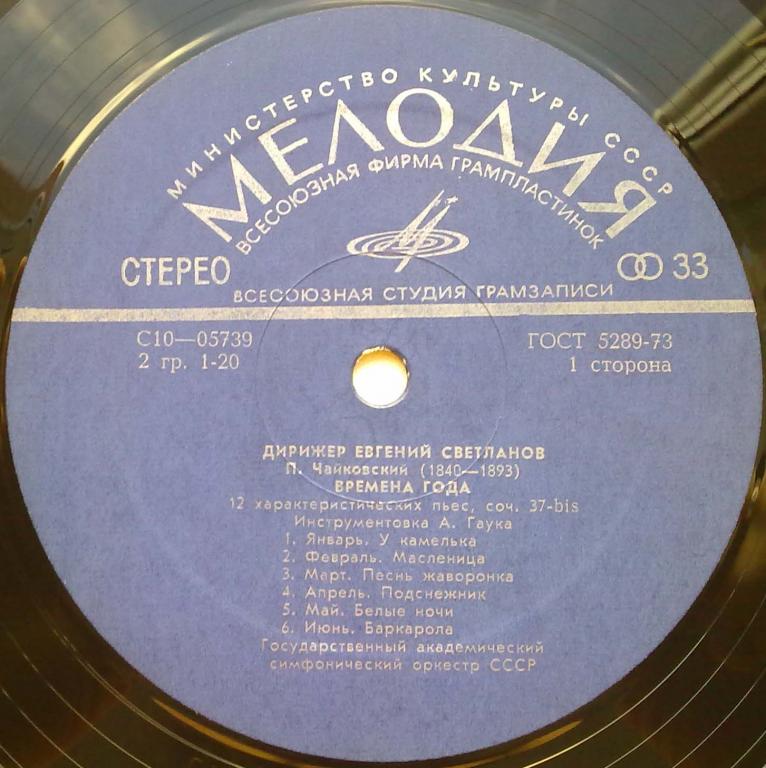 МИНИСТЕРСТВО КУЛЬТУРЫ СССР
МЕЛОДИЯ
ВСЕСОЮЗНАЯ ФИРМА ГРАМПЛАСТИНОК
СТЕРЕО
33
ВСЕСОЮЗНАЯ СТУДИЯ ГРАМЗАПИСИ
С10—05739
ГОСТ 5289-73
2 гр. 1-20
1 сторона
ДИРИЖЕР ЕВГЕНИЙ СВЕТЛАНОВ
П. Чайковский (1840—1893)
ВРЕМЕНА ГОДА
12 характеристических пьес, соч. 37-bis
Инструментовка А. Гаука
1. Январь. У камелька
2. Февраль. Масленица
3. Март. Песнь жаворонка
4. Апрель. Подснежник
5. Май. Белые ночи
6. Июнь. Баркарола
Государственный академический
симфонический оркестр СССР